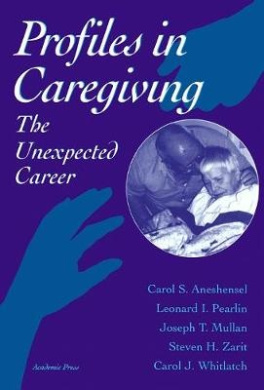 Profiles in
Caregiving
The
Unexpected
Career
Carol S. Aneshensel
Leonard I. Pearlin
Joseph T. Mullan
Steven H. Zarit
Carol J. Whitlatch
Academic Press